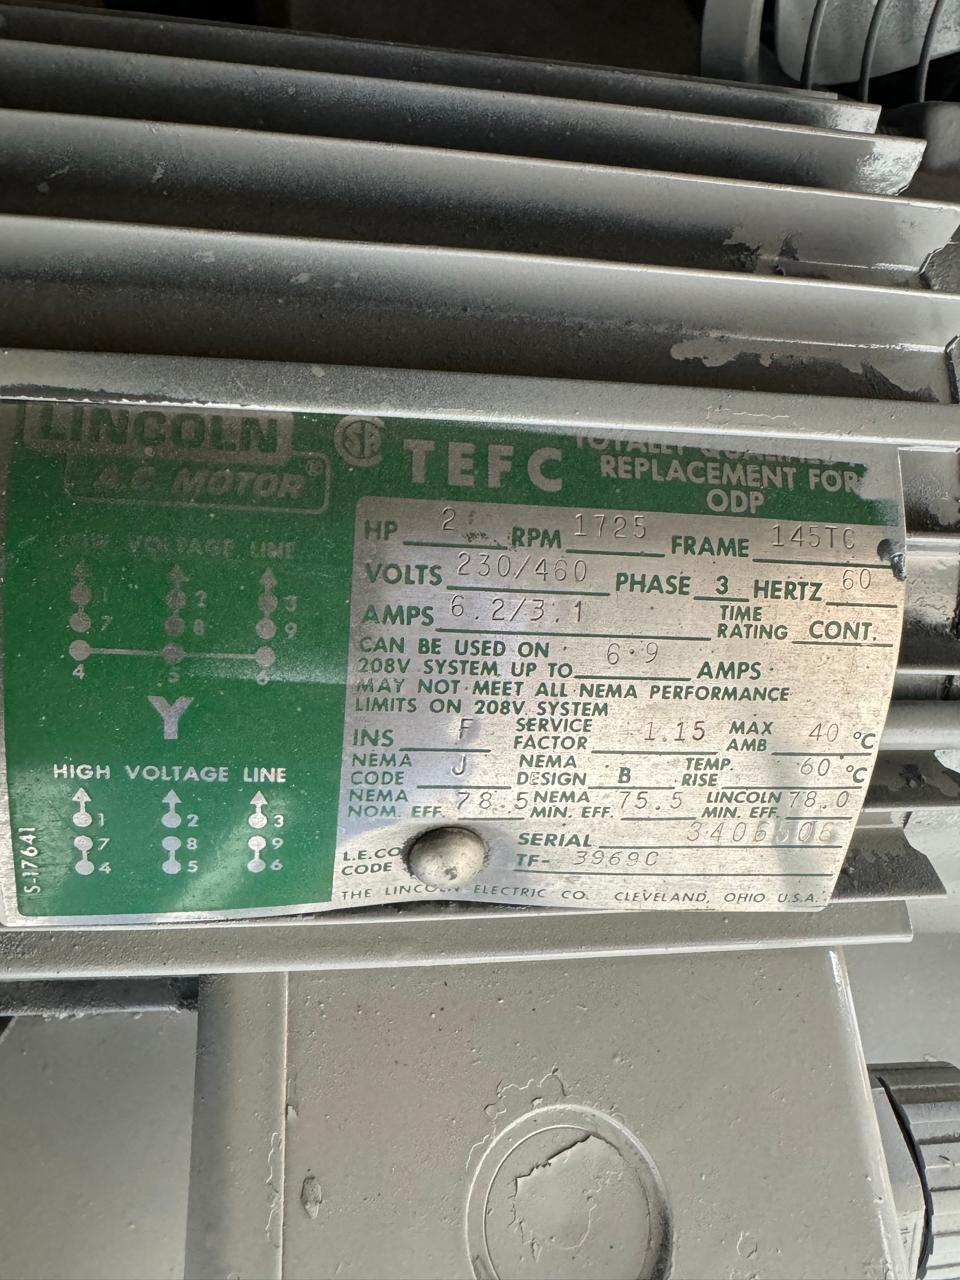 LINCOLN
A.C. MOTOR®
SA
TEFC
TOTALLY
REPLACEMENT FOR
ODP
VOLTAGE LINE
1 2 3
7 8 9
4 5 6
Y
HIGH VOLTAGE LINE
1 2 3
7 8 9
4 5 6
S-17641
HP 2 RPM 1725 FRAME 145TC
VOLTS 230/460 PHASE 3 HERTZ 60
AMPS 6.2/3.1 TIME RATING CONT.
CAN BE USED ON
208V SYSTEM UP TO 6.9 AMPS
MAY NOT MEET ALL NEMA PERFORMANCE
LIMITS ON 208V SYSTEM
INS F SERVICE FACTOR 1.15 MAX AMB 40 °C
NEMA CODE J NEMA DESIGN B TEMP. RISE 60 °C
NEMA NOM. EFF. 78.5 NEMA MIN. EFF. 75.5 LINCOLN MIN. EFF. 78.0
SERIAL
L.E.CO. CODE TF- 3969C
THE LINCOLN ELECTRIC CO. CLEVELAND, OHIO U.S.A.